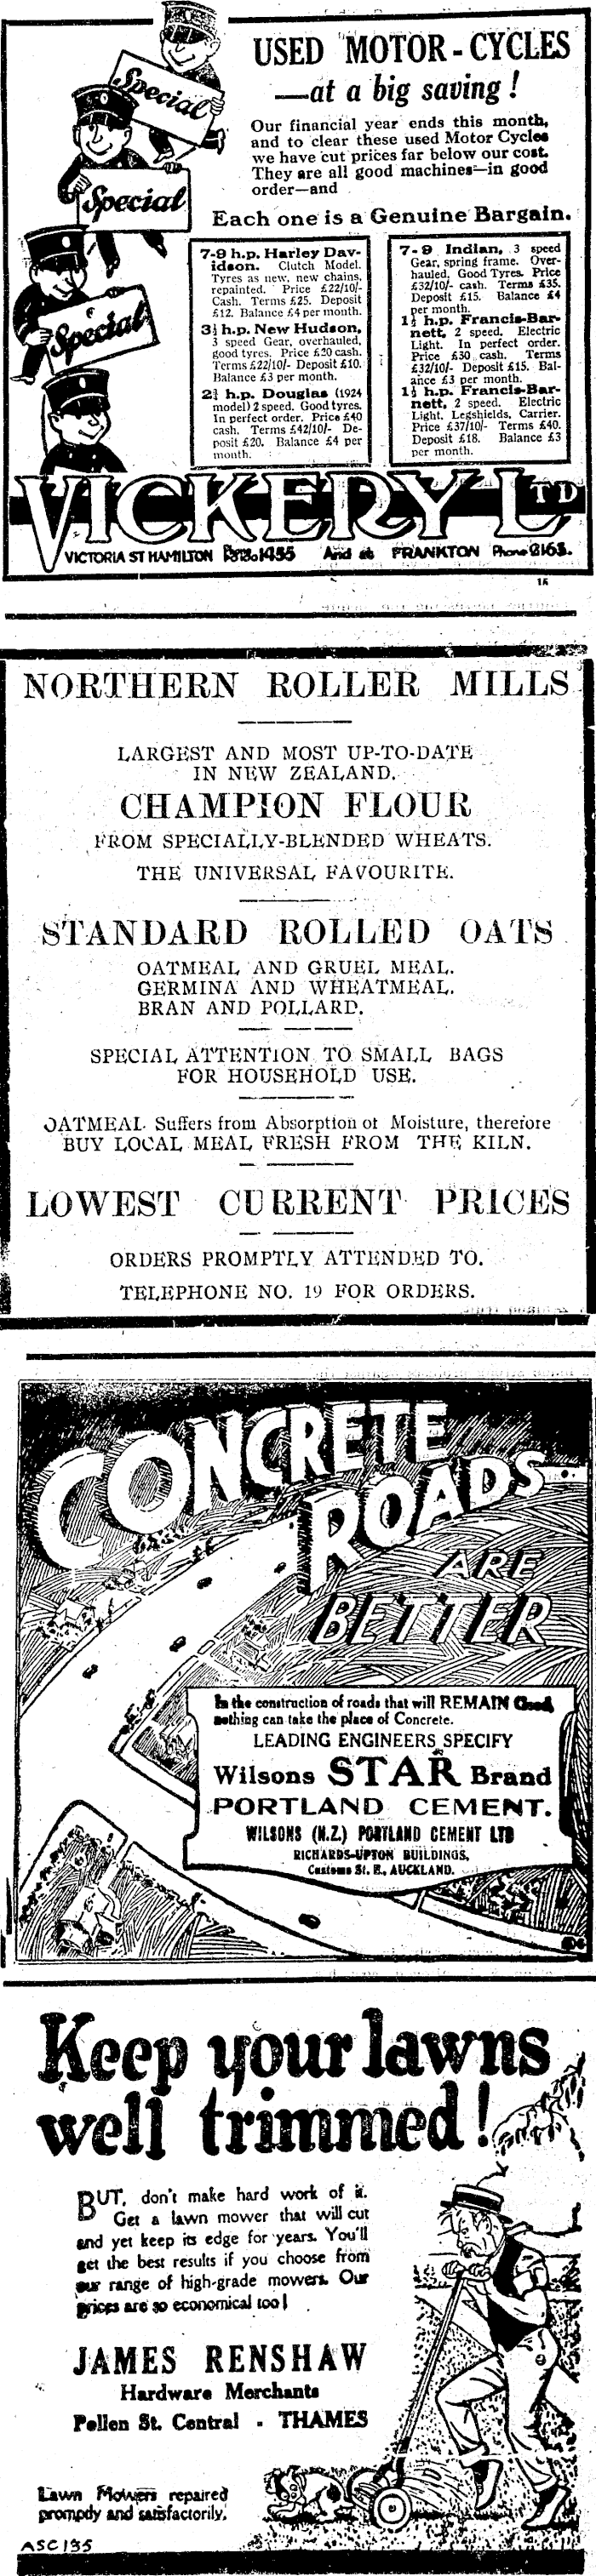 Special
Special
Special
USED MOTOR-CYCLES
—at a big saving!
Our financial year ends this month,
and to clear these used Motor Cycles
we have cut prices far below our cost.
They are all good machines—in good
order—and
Each one is a Genuine Bargain.
7-9 h.p. Harley Dav-
idson. Clutch Model.
Tyres as new, new chains,
repainted. Price £22/10/-
Cash. Terms £25. Deposit
£12. Balance £4 per month.
3½ h.p. New Hudson,
3 speed Gear, overhauled,
good tyres. Price £20 cash.
Terms £22/10/- Deposit £10.
Balance £3 per month.
2¾ h.p. Douglas (1924
model) 2 speed. Good tyres.
In perfect order. Price £40
cash. Terms £42/10/- De-
posit £20. Balance £4 per
month.
7-9 Indian, 3 speed
Gear, spring frame. Over-
hauled. Good Tyres. Price
£32/10/- cash. Terms £35.
Deposit £15. Balance £4
per month.
1½ h.p. Francis-Bar-
nett, 2 speed. Electric
Light. In perfect order.
Price £30 cash. Terms
£32/10/- Deposit £15. Bal-
ance £3 per month.
1½ h.p. Francis-Bar-
nett, 2 speed. Electric
Light. Legshields, Carrier.
Price £37/10/- Terms £40.
Deposit £18. Balance £3
per month.
VICKERY LTD
VICTORIA ST HAMILTON 1455 And at FRANKTON Phone 2163.
NORTHERN ROLLER MILLS
LARGEST AND MOST UP-TO-DATE
IN NEW ZEALAND.
CHAMPION FLOUR
FROM SPECIALLY-BLENDED WHEATS.
THE UNIVERSAL FAVOURITE.
STANDARD ROLLED OATS
OATMEAL AND GRUEL MEAL.
GERMINA AND WHEATMEAL.
BRAN AND POLLARD.
SPECIAL ATTENTION TO SMALL BAGS
FOR HOUSEHOLD USE.
OATMEAL Suffers from Absorption of Moisture, therefore
BUY LOCAL MEAL FRESH FROM THE KILN.
LOWEST CURRENT PRICES
ORDERS PROMPTLY ATTENDED TO.
TELEPHONE NO. 19 FOR ORDERS.
CONCRETE
ROADS
ARE
BETTER
In the construction of roads that will REMAIN Good,
nothing can take the place of Concrete.
LEADING ENGINEERS SPECIFY
Wilsons STAR Brand
PORTLAND CEMENT.
WILSONS (N.Z.) PORTLAND CEMENT LTD
RICHARDS-UPTON BUILDINGS,
Customs St. E., AUCKLAND.
Keep your lawns
well trimmed!
BUT, don't make hard work of it.
Get a lawn mower that will cut
and yet keep its edge for years. You'll
get the best results if you choose from
our range of high-grade mowers. Our
prices are so economical too!
JAMES RENSHAW
Hardware Merchants
Pollen St. Central - THAMES
Lawn Mowers repaired
promptly and satisfactorily.
ASC135